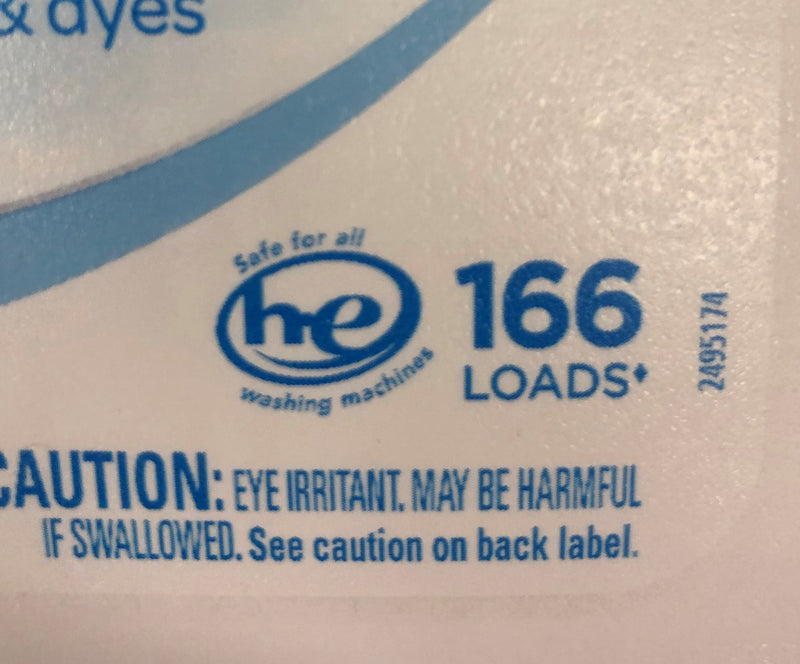 & dyes
Safe for all
he
washing machines
166
LOADS♦
2495174
CAUTION: EYE IRRITANT. MAY BE HARMFUL
IF SWALLOWED. See caution on back label.